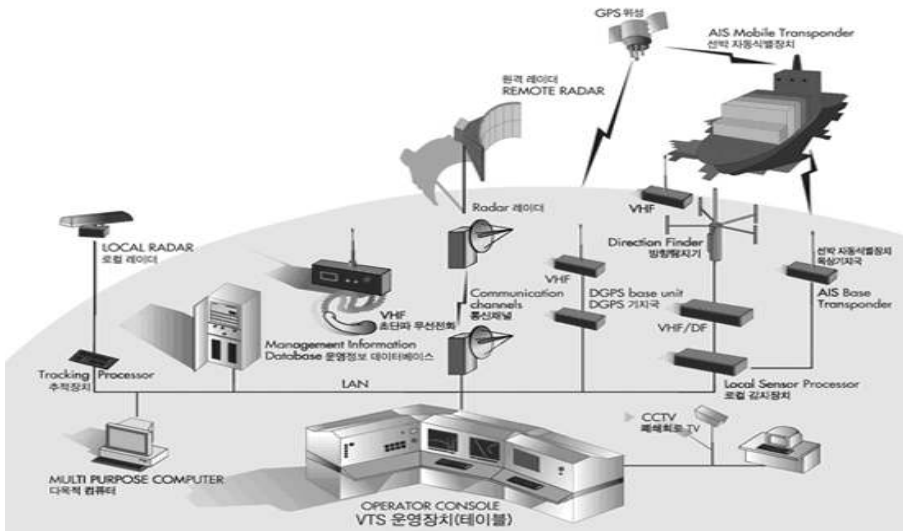 GPS 위성
AIS Mobile Transponder
선박 자동식별장치
원격 레이더
REMOTE RADAR
VHF
Radar 레이더
LOCAL RADAR
로컬 레이더
Direction Finder
방향탐지기
선박 자동식별장치
육상기지국
VHF
AIS Base
Transponder
VHF
초단파 무선전화
Communication
channels
통신채널
DGPS base unit
DGPS 기지국
VHF/DF
Management Information
Database 운영정보 데이터베이스
Tracking Processor
추적장치
LAN
Local Sensor Processor
로컬 감지장치
CCTV
폐쇄회로 TV
MULTI PURPOSE COMPUTER
다목적 컴퓨터
OPERATOR CONSOLE
VTS 운영장치(테이블)